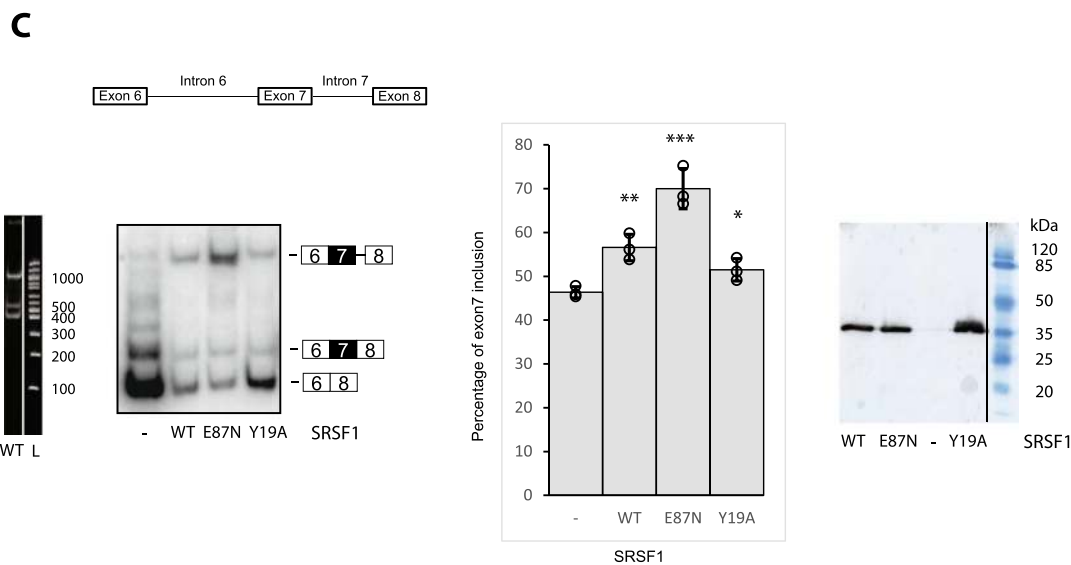 C
Intron 6
Intron 7
Exon 6
Exon 7
Exon 8
1000
500
400
300
200
100
WT L
6 7 8
6 7 8
6 8
- WT E87N Y19A SRSF1
Percentage of exon7 inclusion
80
70
60
50
40
30
20
10
0
**
***
*
- WT E87N Y19A
SRSF1
kDa
120
85
50
35
25
20
WT E87N - Y19A SRSF1